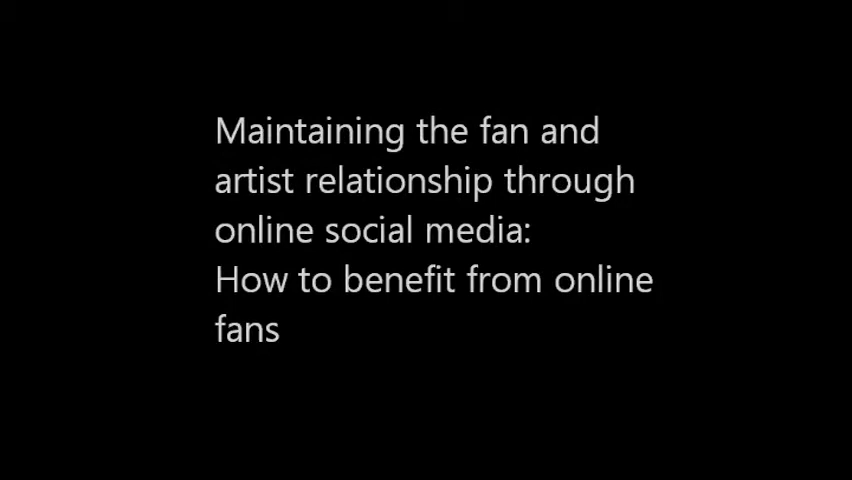 Maintaining the fan and
artist relationship through
online social media:
How to benefit from online
fans